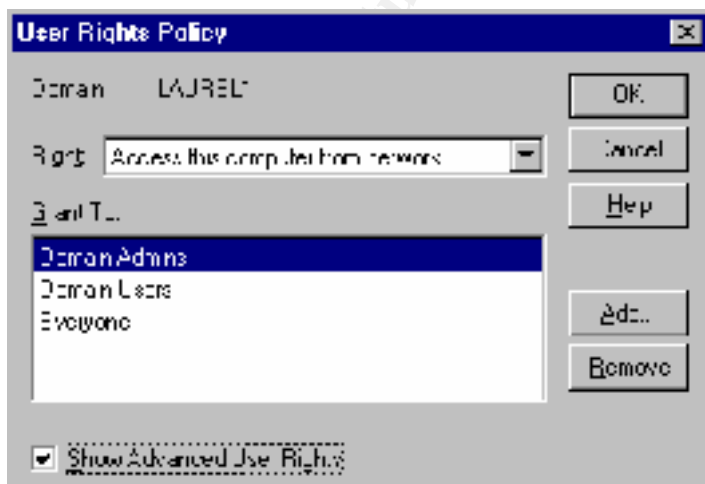 User Rights Policy
Domain: LAUREL1
Right: Access this computer from network
Grant To:
Domain Admins
Domain Users
Everyone
OK
Cancel
Help
Add...
Remove
Show Advanced User Rights